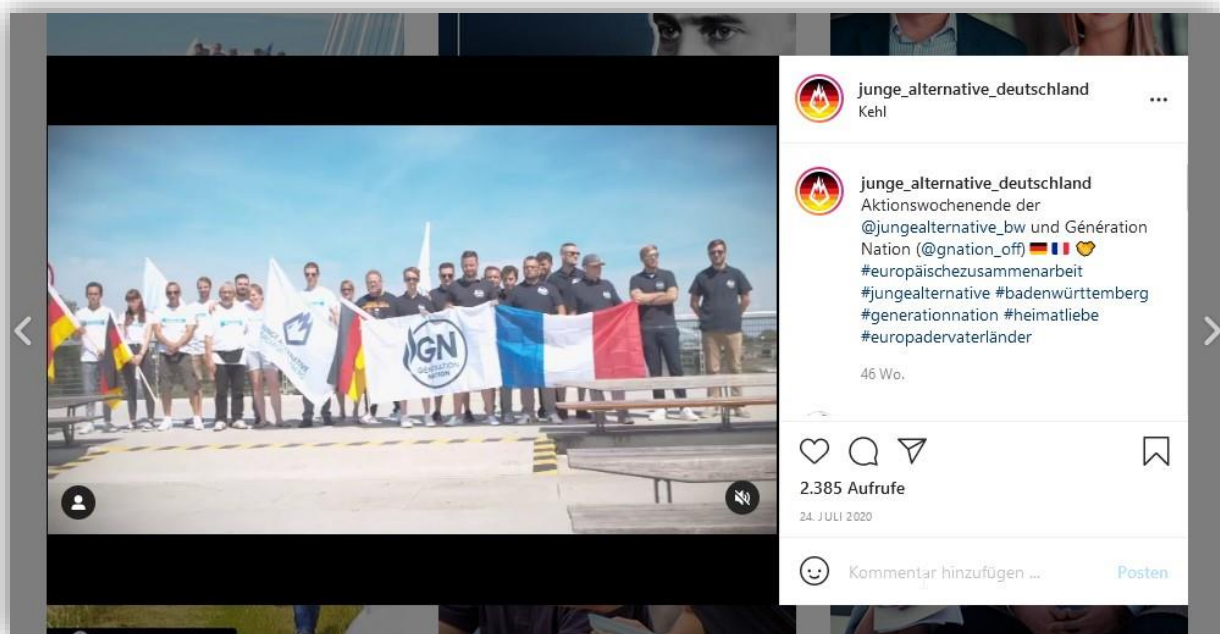 junge_alternative_deutschland
Kehl
junge_alternative_deutschland
Aktionswochenende der
@jungealternative_bw und Génération
Nation (@gnation_off) 🇩🇪 🇫🇷 💛
#europäischezusammenarbeit
#jungealternative #badenwürttemberg
#generationnation #heimatliebe
#europadervaterländer
46 Wo.
GN
GÉNÉRATION
NATION
ALTERNATIVE
2.385 Aufrufe
24. JULI 2020
Kommentar hinzufügen ...
Posten